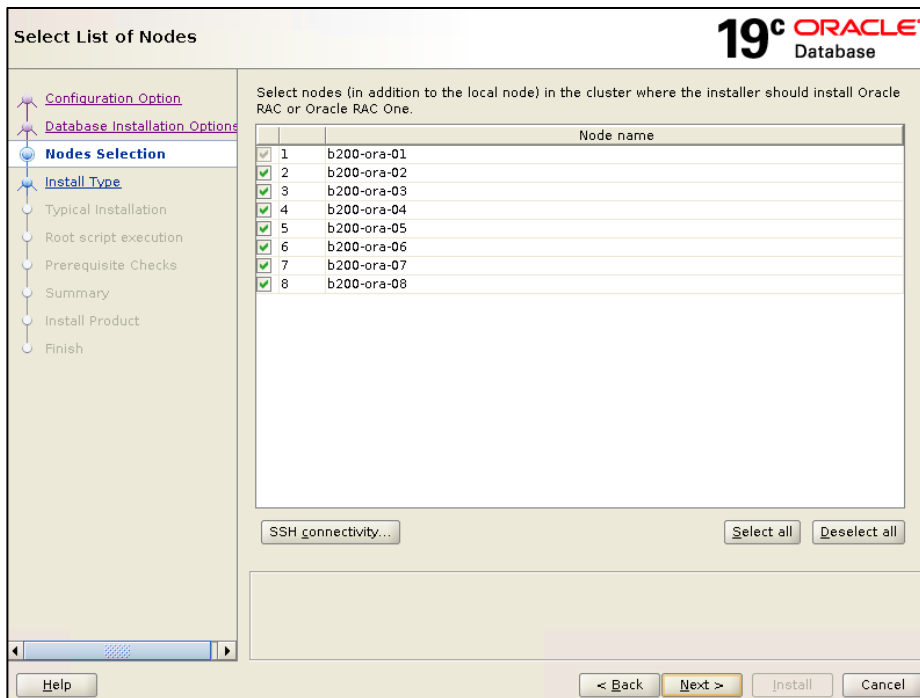 Select List of Nodes
19c ORACLE
Database
Configuration Option
Database Installation Options
Nodes Selection
Install Type
Typical Installation
Root script execution
Prerequisite Checks
Summary
Install Product
Finish
Select nodes (in addition to the local node) in the cluster where the installer should install Oracle
RAC or Oracle RAC One.
Node name
1 b200-ora-01
2 b200-ora-02
3 b200-ora-03
4 b200-ora-04
5 b200-ora-05
6 b200-ora-06
7 b200-ora-07
8 b200-ora-08
SSH connectivity... Select all Deselect all
Help < Back Next > Install Cancel